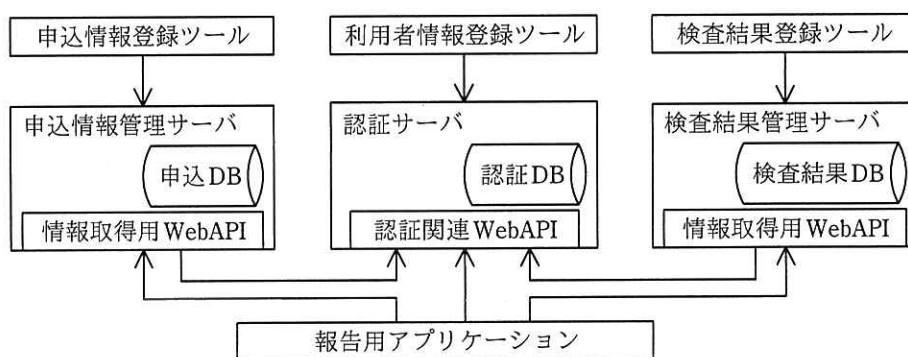 申込情報登録ツール
利用者情報登録ツール
検査結果登録ツール
申込情報管理サーバ
認証サーバ
検査結果管理サーバ
申込DB
認証DB
検査結果DB
情報取得用WebAPI
認証関連WebAPI
情報取得用WebAPI
報告用アプリケーション